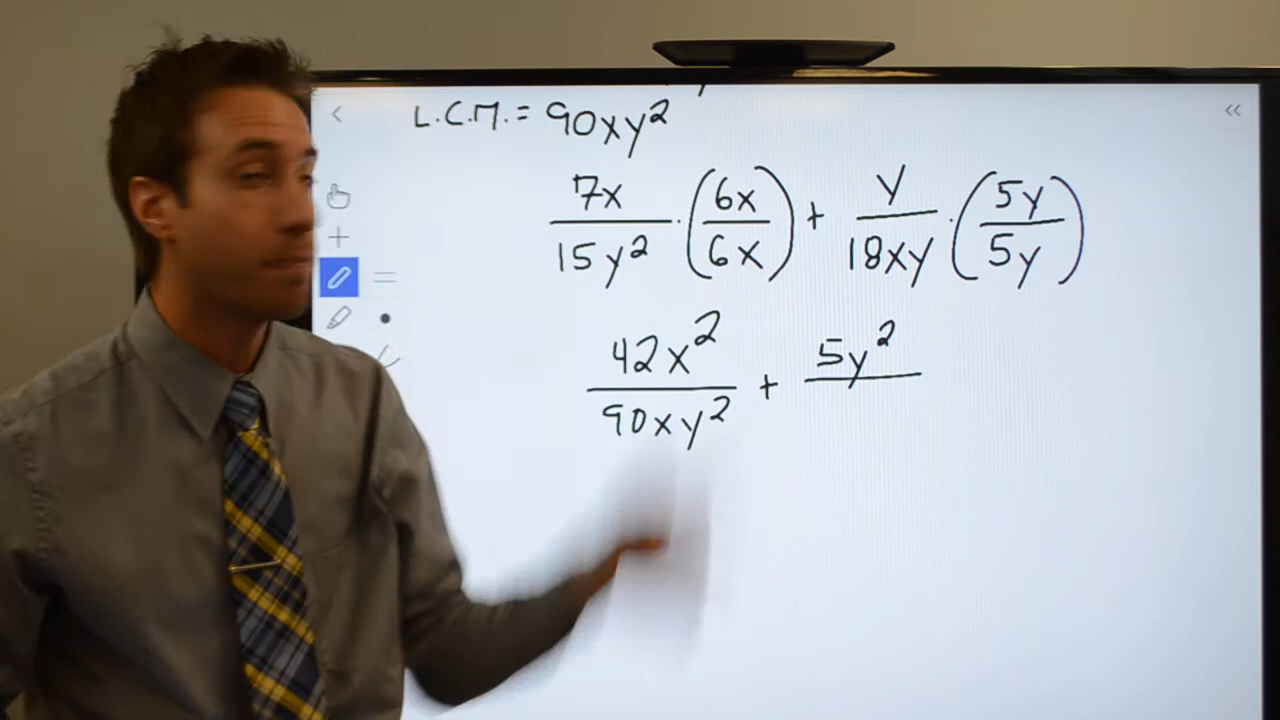 L.C.M. = 90xy²
7x/15y² · (6x/6x) + y/18xy · (5y/5y)
42x²/90xy² + 5y²/